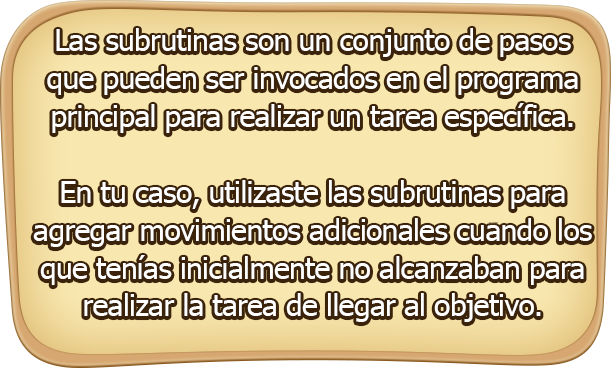 Las subrutinas son un conjunto de pasos
que pueden ser invocados en el programa
principal para realizar un tarea específica.
En tu caso, utilizaste las subrutinas para
agregar movimientos adicionales cuando los
que tenías inicialmente no alcanzaban para
realizar la tarea de llegar al objetivo.